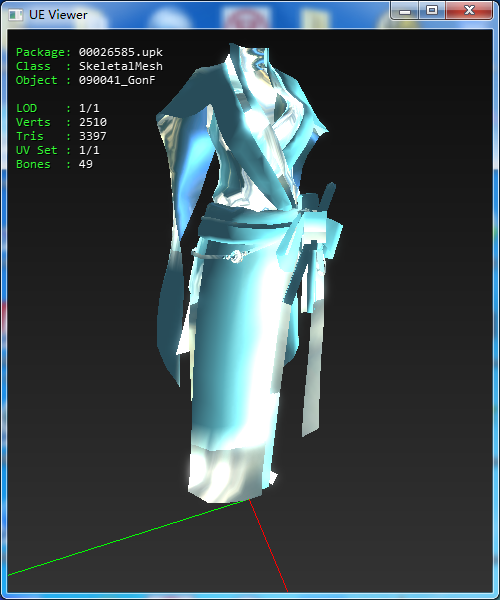 UE Viewer
Package: 00026585.upk
Class  : SkeletalMesh
Object : 090041_GonF
LOD    : 1/1
Verts  : 2510
Tris   : 3397
UV Set : 1/1
Bones  : 49